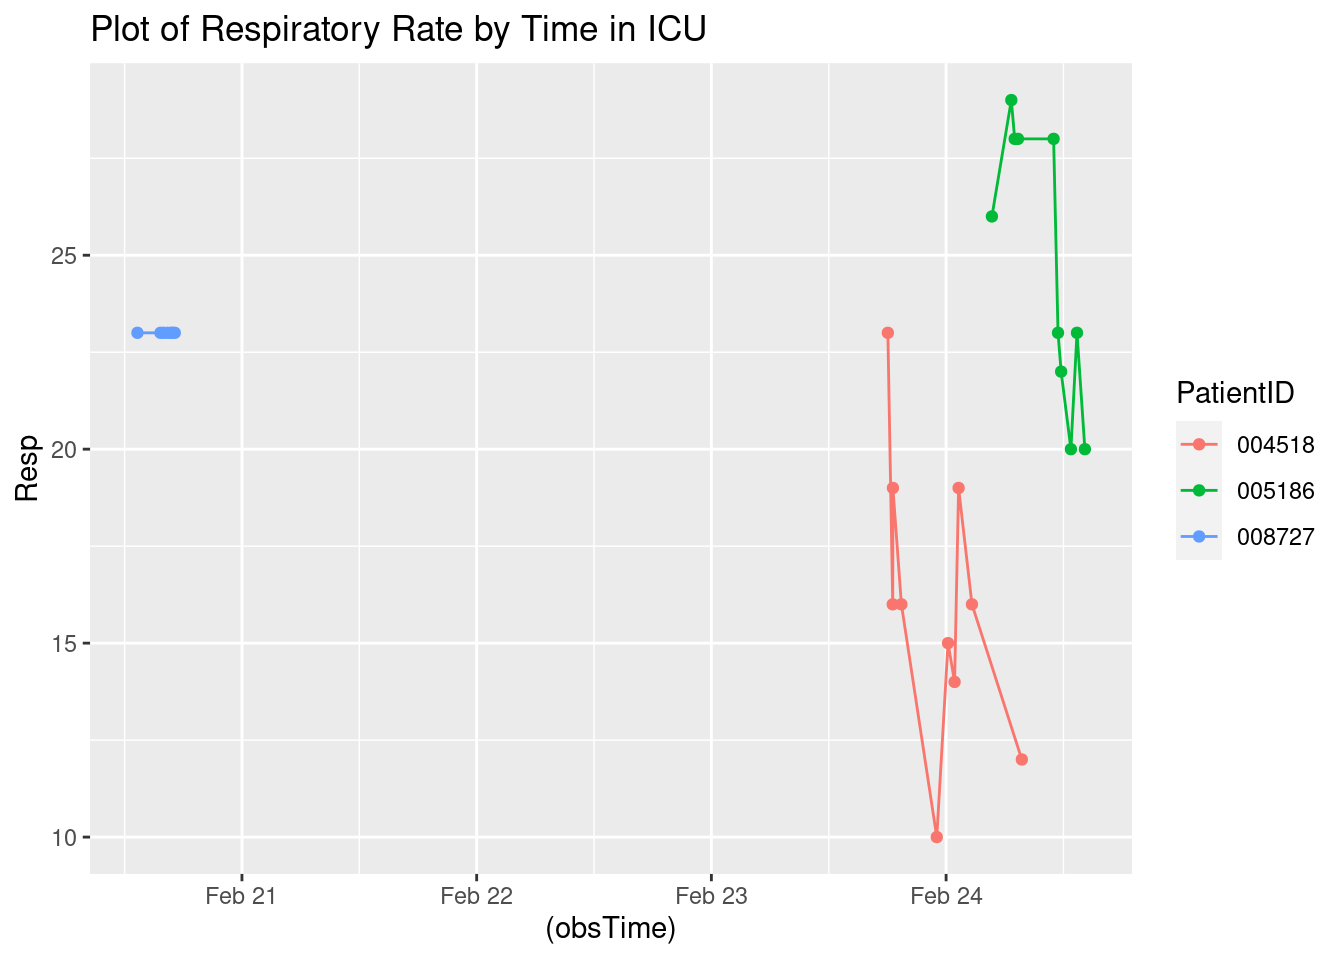 Plot of Respiratory Rate by Time in ICU
Resp
25
20
15
10
Feb 21
Feb 22
Feb 23
Feb 24
(obsTime)
PatientID
004518
005186
008727